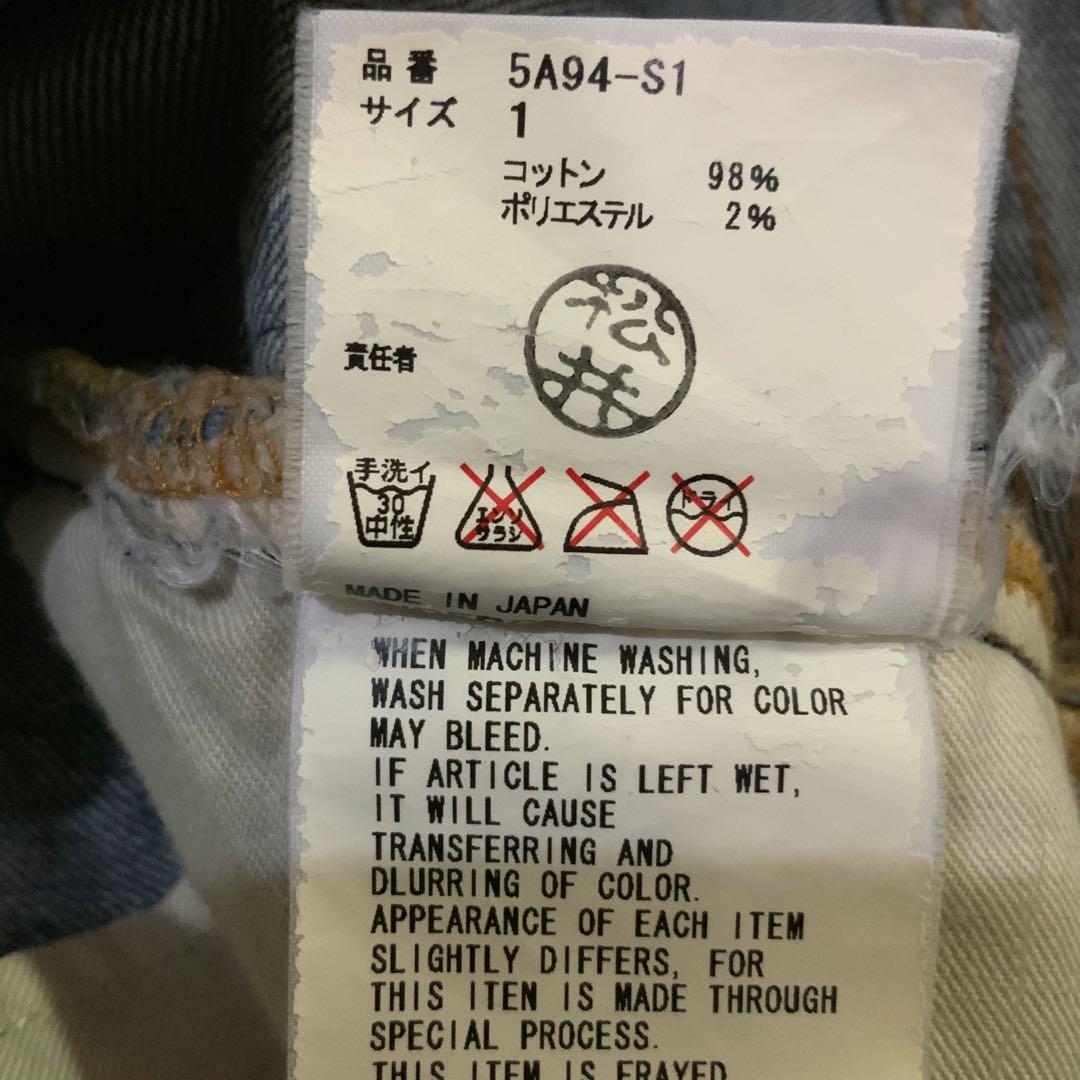 品番 5A94-S1
サイズ 1
コットン 98%
ポリエステル 2%
責任者 松井
手洗イ
30
中性
エンソ
サラシ
ドライ
MADE IN JAPAN
WHEN MACHINE WASHING,
WASH SEPARATELY FOR COLOR
MAY BLEED.
IF ARTICLE IS LEFT WET,
IT WILL CAUSE
TRANSFERRING AND
DLURRING OF COLOR.
APPEARANCE OF EACH ITEM
SLIGHTLY DIFFERS, FOR
THIS ITEN IS MADE THROUGH
SPECIAL PROCESS.
THIS ITEM IS FRAYED